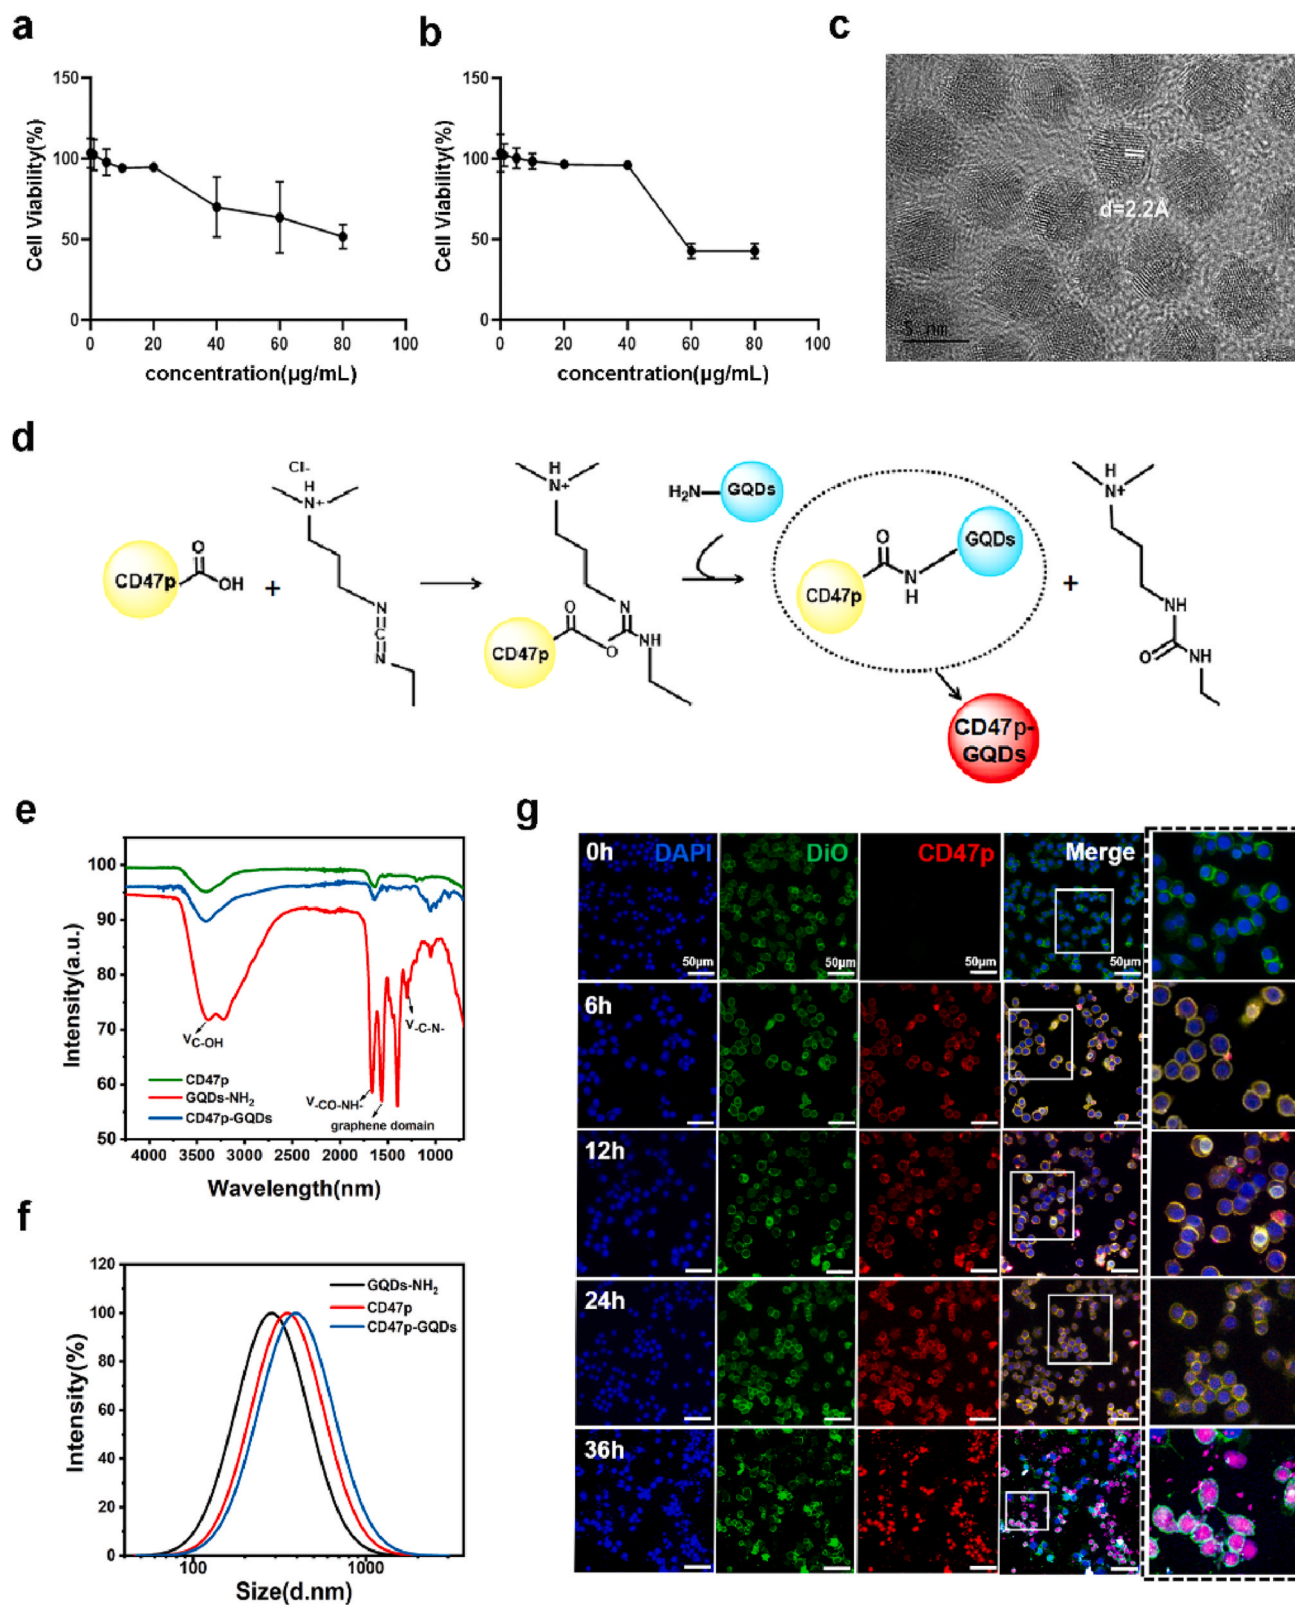 a
150
100
50
0
Cell Viability(%)
0 20 40 60 80 100
concentration(μg/mL)
b
150
100
50
0
Cell Viability(%)
0 20 40 60 80 100
concentration(μg/mL)
c
d=2.2Å
5 nm
d
CD47p
O
OH
+
Cl-
H
N+
N
C
N
CD47p
O
O
H
N+
N
NH
H2N
GQDs
CD47p
O
N
H
GQDs
CD47p-
GQDs
+
H
N+
NH
O
NH
e
100
90
80
70
60
50
Intensity(a.u.)
VC-OH
V-CO-NH-
graphene domain
V-C-N-
CD47p
GQDs-NH2
CD47p-GQDs
4000 3500 3000 2500 2000 1500 1000
Wavelength(nm)
f
120
100
80
60
40
20
0
Intensity(%)
GQDs-NH2
CD47p
CD47p-GQDs
100 1000
Size(d.nm)
g
0h DAPI DiO CD47p Merge
50μm 50μm 50μm 50μm
6h
12h
24h
36h